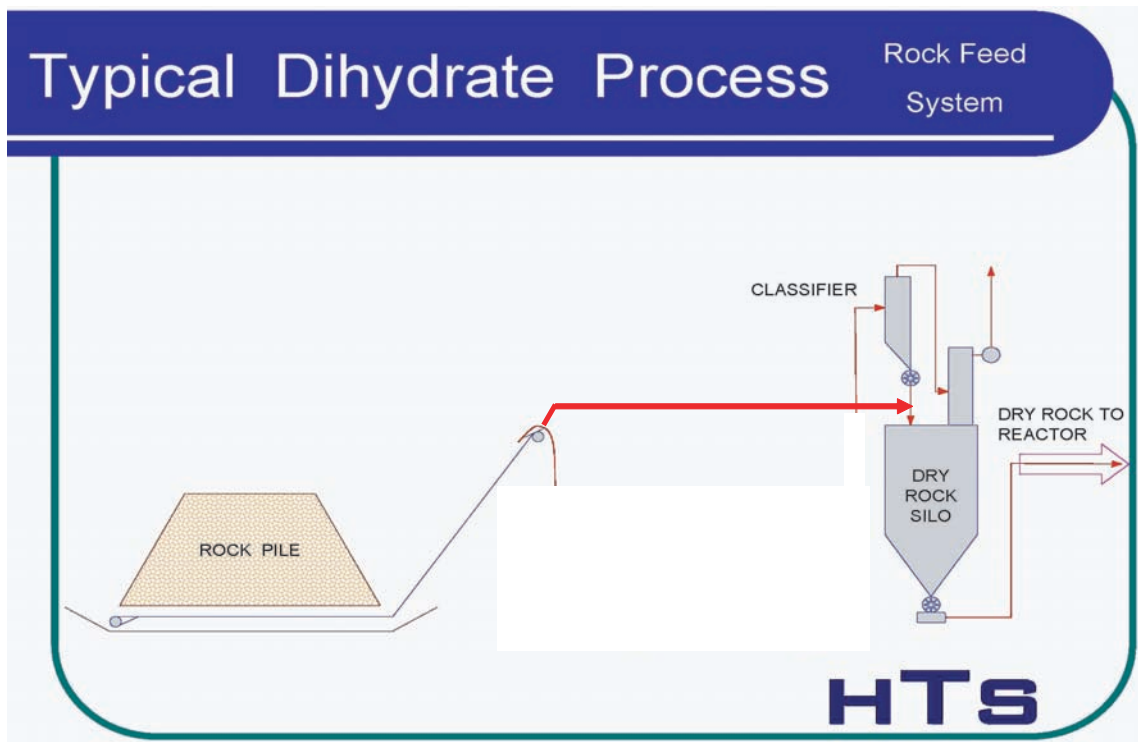 Typical Dihydrate Process
Rock Feed
System
CLASSIFIER
DRY ROCK TO
REACTOR
DRY
ROCK
SILO
ROCK PILE
HTS